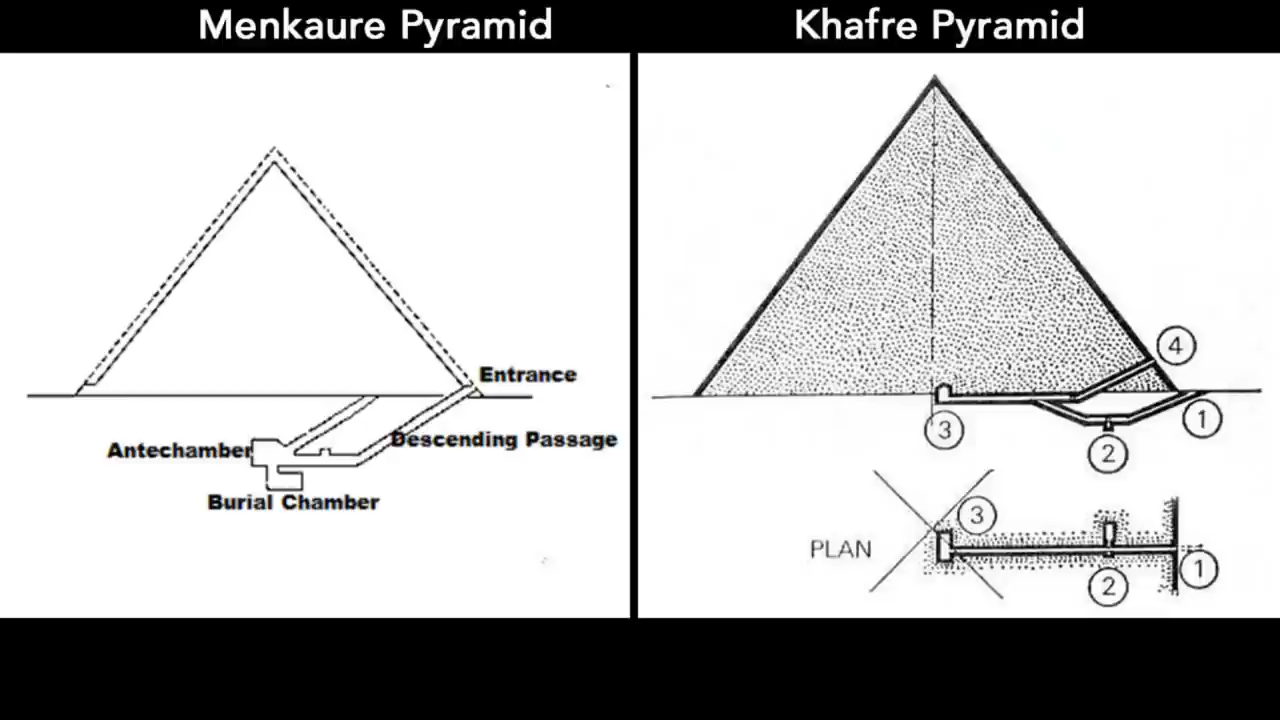 Menkaure Pyramid
Khafre Pyramid
Entrance
Descending Passage
Antechamber
Burial Chamber
4
3
1
2
3
PLAN
2
1